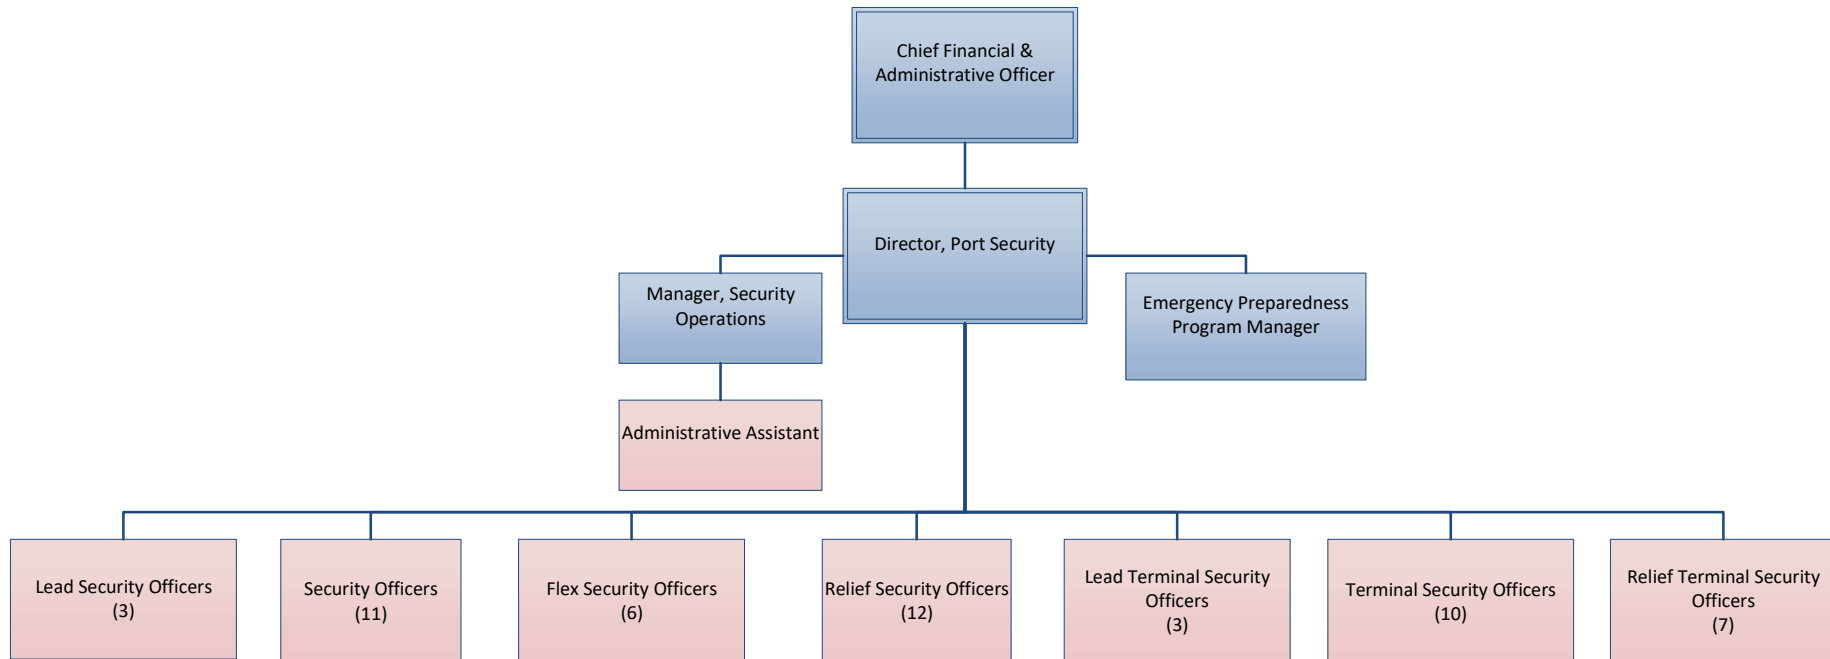 Chief Financial &
Administrative Officer
Director, Port Security
Manager, Security
Operations
Emergency Preparedness
Program Manager
Administrative Assistant
Lead Security Officers
(3)
Security Officers
(11)
Flex Security Officers
(6)
Relief Security Officers
(12)
Lead Terminal Security
Officers
(3)
Terminal Security Officers
(10)
Relief Terminal Security
Officers
(7)